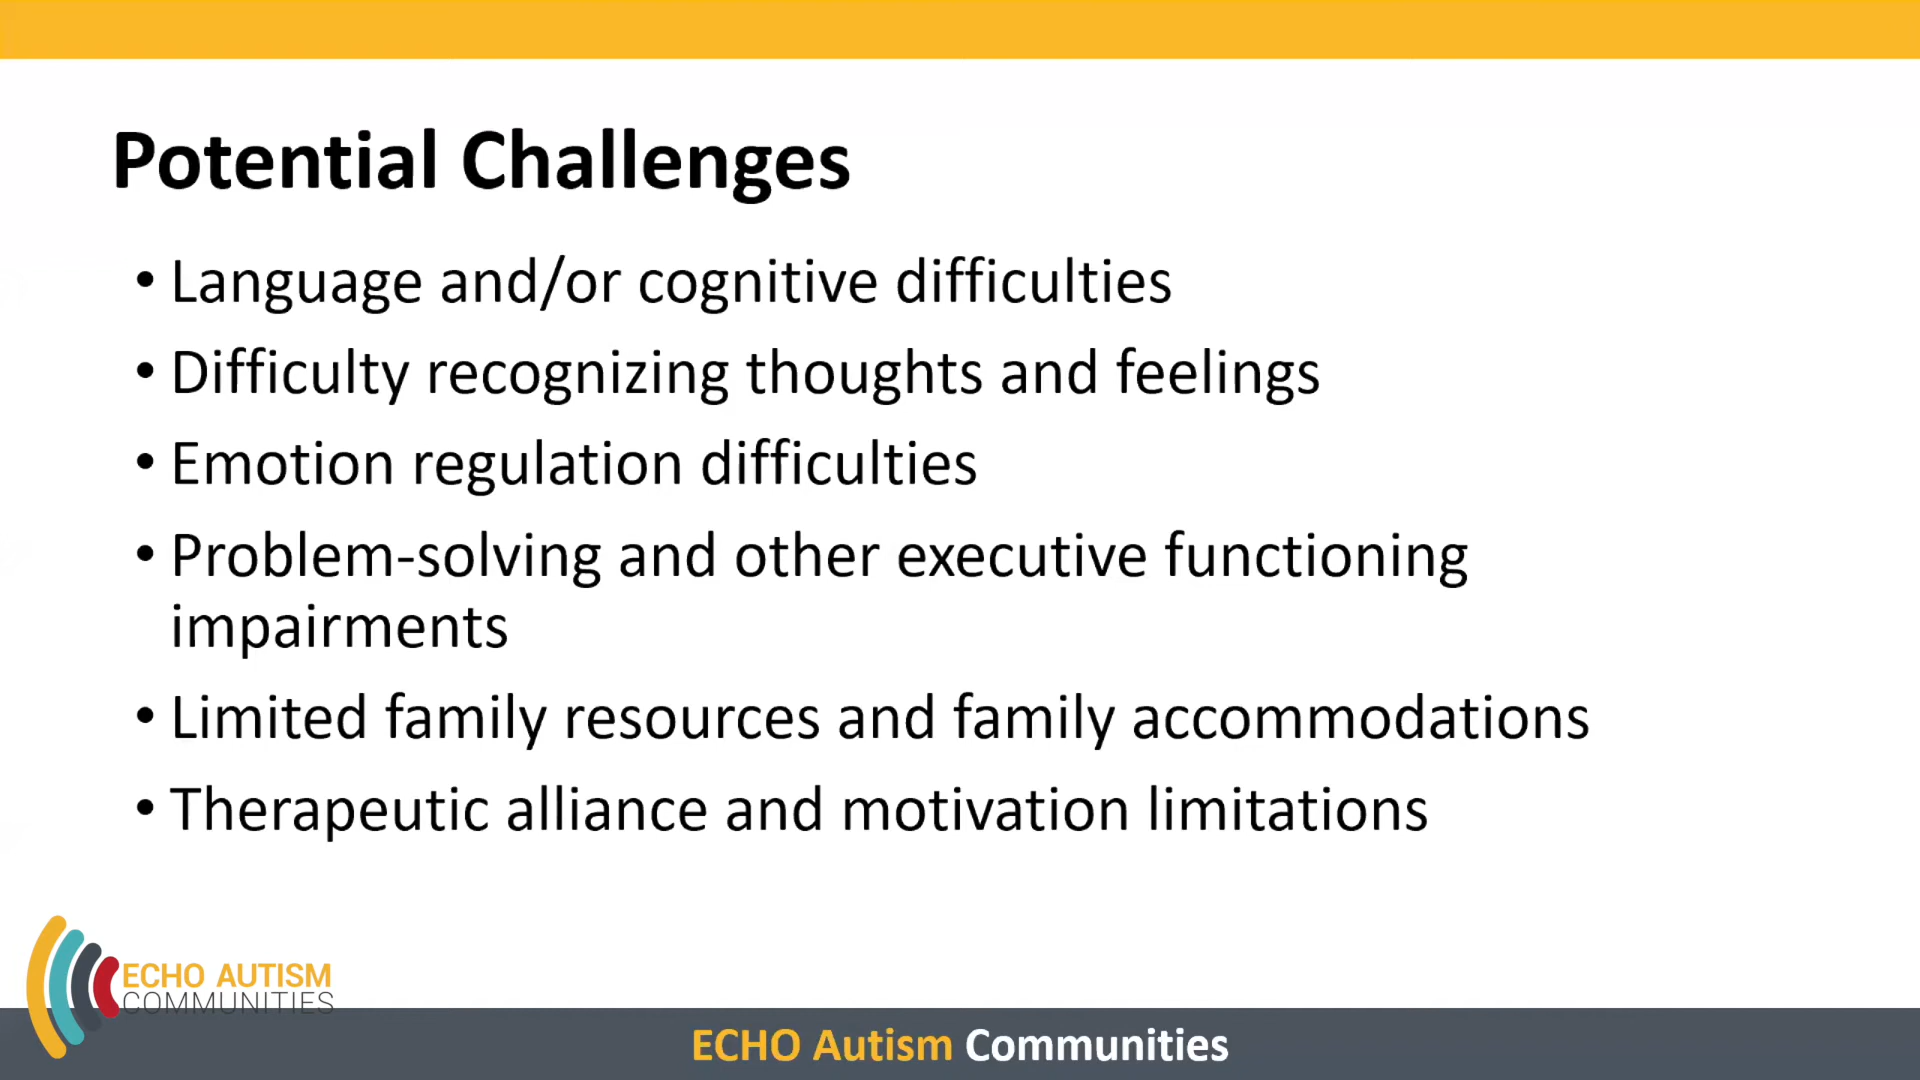 Potential Challenges
• Language and/or cognitive difficulties
• Difficulty recognizing thoughts and feelings
• Emotion regulation difficulties
• Problem-solving and other executive functioning
impairments
• Limited family resources and family accommodations
• Therapeutic alliance and motivation limitations
ECHO AUTISM
COMMUNITIES
ECHO Autism Communities